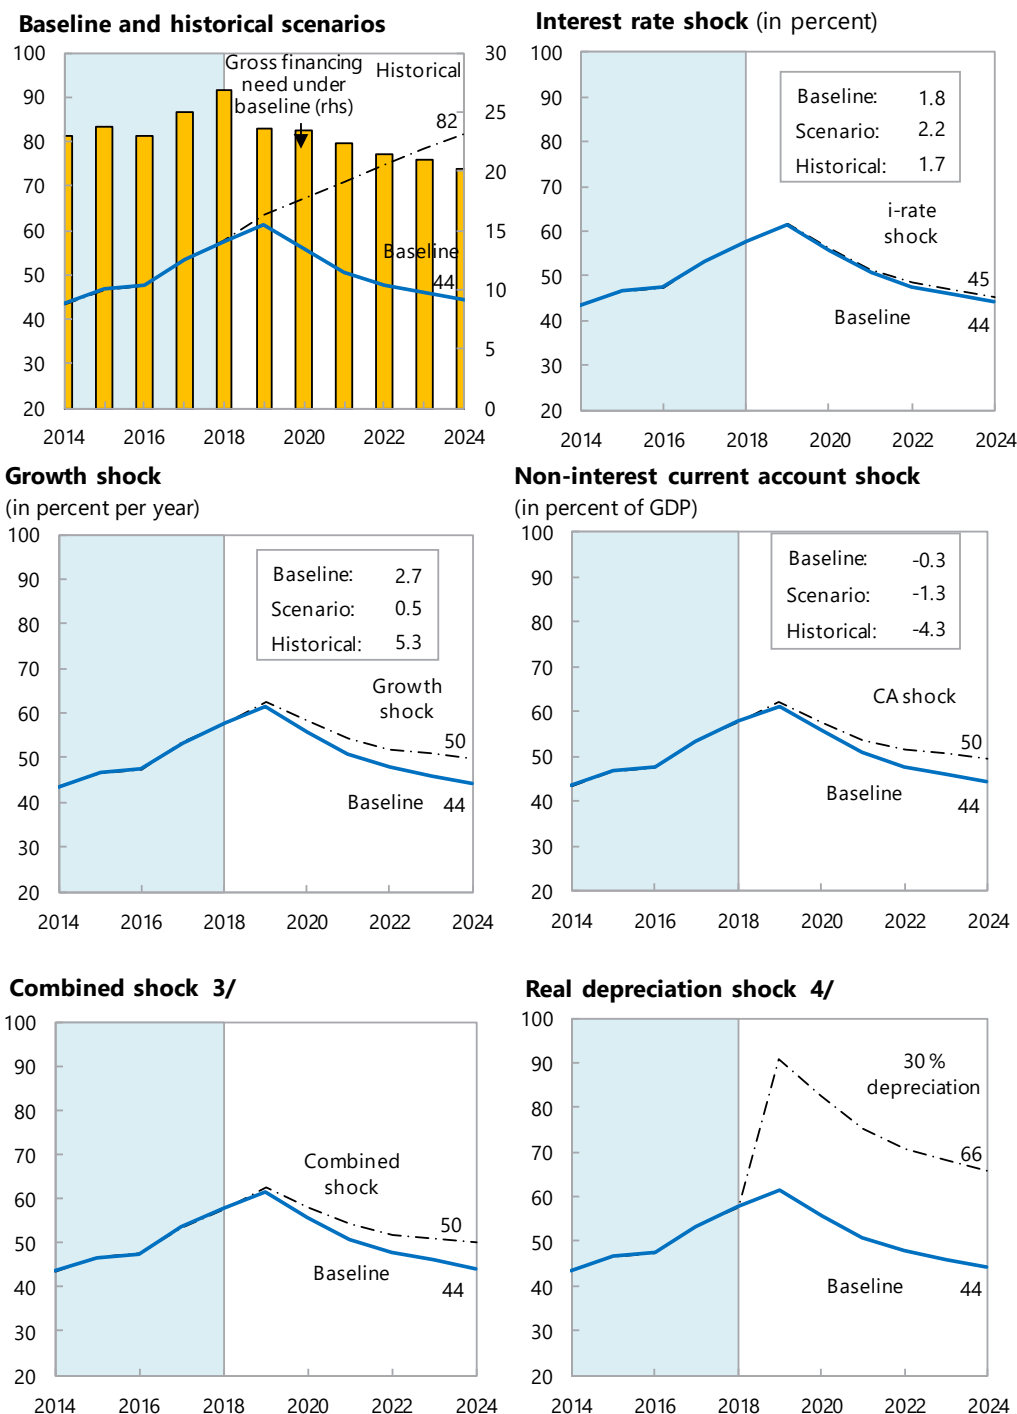 Baseline and historical scenarios
100
90
80
70
60
50
40
30
20
30
25
20
15
10
5
0
Gross financing
need under
baseline (rhs)
Historical
82
Baseline
44
2014 2016 2018 2020 2022 2024
Interest rate shock (in percent)
100
90
80
70
60
50
40
30
20
Baseline: 1.8
Scenario: 2.2
Historical: 1.7
i-rate
shock
45
Baseline
44
2014 2016 2018 2020 2022 2024
Growth shock
(in percent per year)
100
90
80
70
60
50
40
30
20
Baseline: 2.7
Scenario: 0.5
Historical: 5.3
Growth
shock
50
Baseline
44
2014 2016 2018 2020 2022 2024
Non-interest current account shock
(in percent of GDP)
100
90
80
70
60
50
40
30
20
Baseline: -0.3
Scenario: -1.3
Historical: -4.3
CA shock
50
Baseline
44
2014 2016 2018 2020 2022 2024
Combined shock 3/
100
90
80
70
60
50
40
30
20
Combined
shock
50
Baseline
44
2014 2016 2018 2020 2022 2024
Real depreciation shock 4/
100
90
80
70
60
50
40
30
20
30 %
depreciation
66
Baseline
44
2014 2016 2018 2020 2022 2024